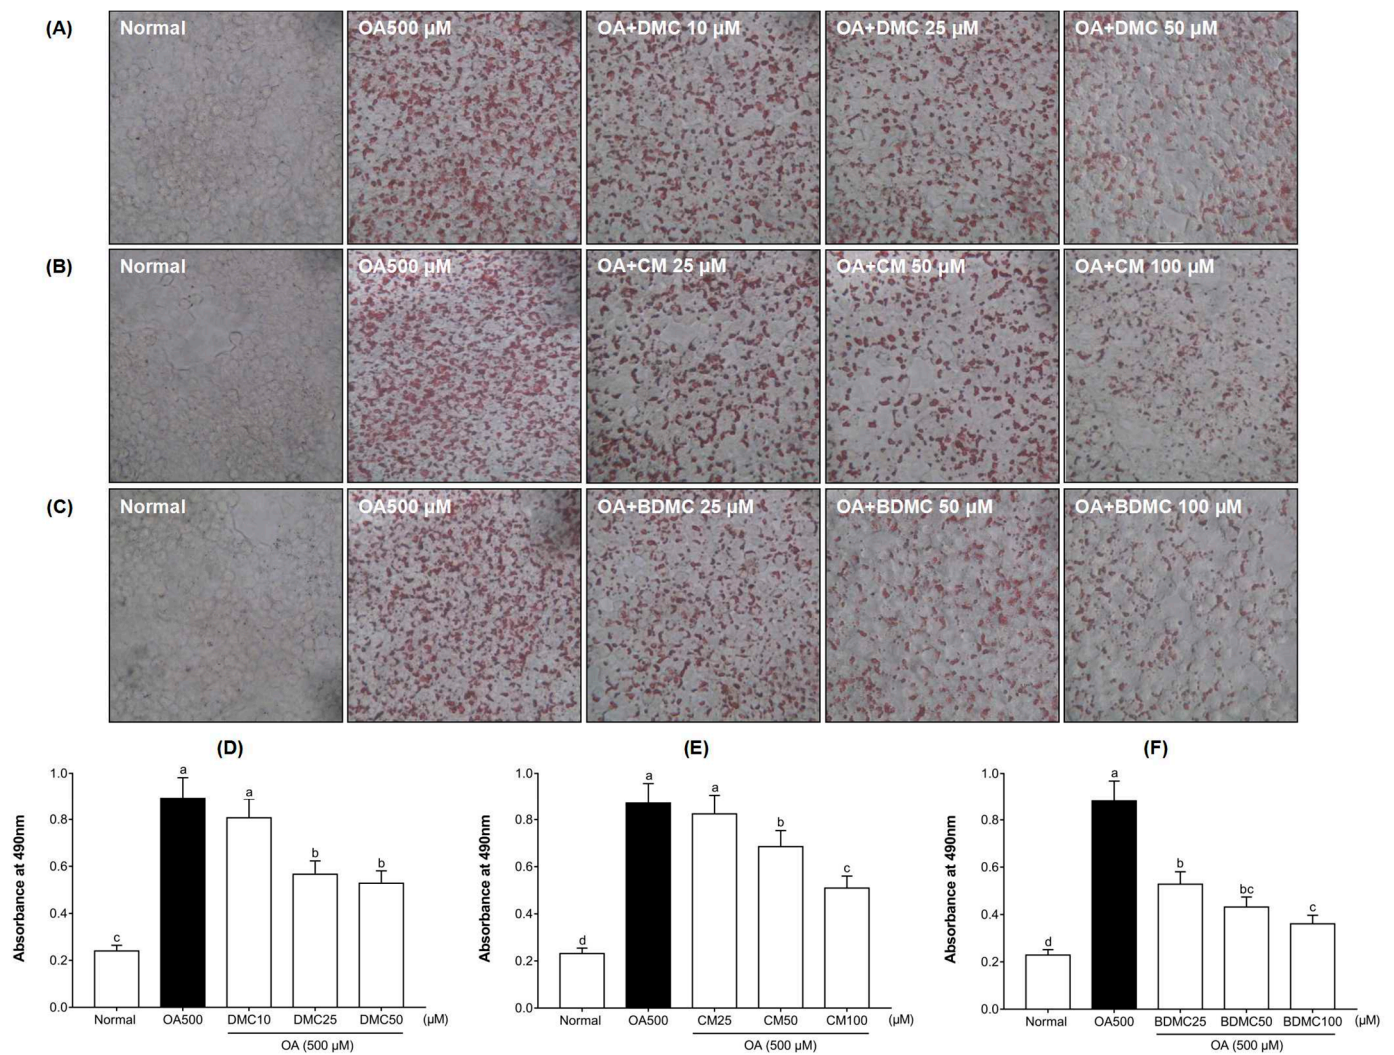 (A) Normal OA500 µM OA+DMC 10 µM OA+DMC 25 µM OA+DMC 50 µM
(B) Normal OA500 µM OA+CM 25 µM OA+CM 50 µM OA+CM 100 µM
(C) Normal OA500 µM OA+BDMC 25 µM OA+BDMC 50 µM OA+BDMC 100 µM
(D)
Absorbance at 490nm
1.0
0.8
0.6
0.4
0.2
0.0
c a a b b
Normal OA500 DMC10 DMC25 DMC50 (µM)
OA (500 µM)
(E)
Absorbance at 490nm
1.0
0.8
0.6
0.4
0.2
0.0
d a a b c
Normal OA500 CM25 CM50 CM100 (µM)
OA (500 µM)
(F)
Absorbance at 490nm
1.0
0.8
0.6
0.4
0.2
0.0
d a b bc c
Normal OA500 BDMC25 BDMC50 BDMC100 (µM)
OA (500 µM)